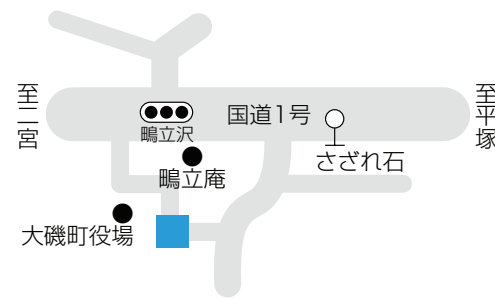 至二宮
国道1号
至平塚
鴫立沢
さざれ石
鴫立庵
大磯町役場